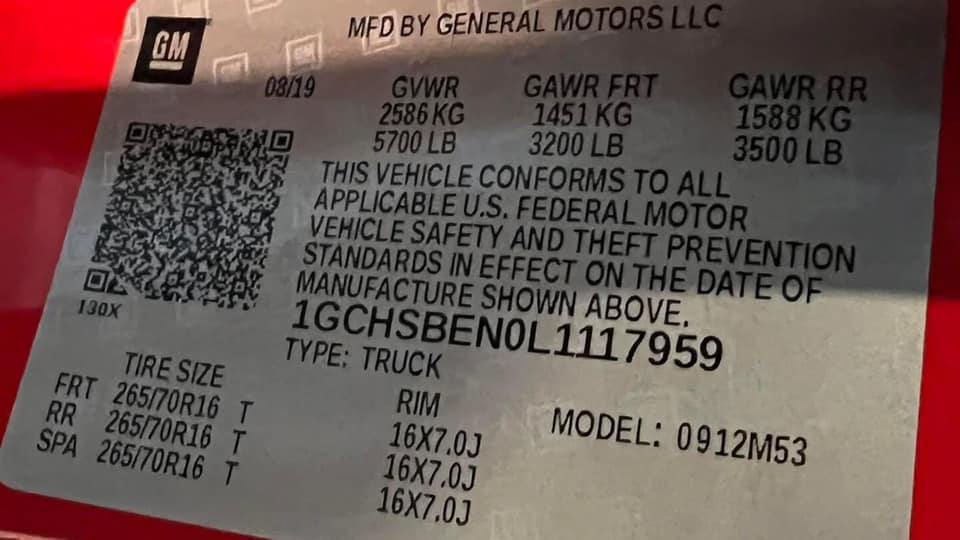 GM
MFD BY GENERAL MOTORS LLC
08/19 GVWR GAWR FRT GAWR RR
2586 KG 1451 KG 1588 KG
5700 LB 3200 LB 3500 LB
THIS VEHICLE CONFORMS TO ALL
APPLICABLE U.S. FEDERAL MOTOR
VEHICLE SAFETY AND THEFT PREVENTION
STANDARDS IN EFFECT ON THE DATE OF
MANUFACTURE SHOWN ABOVE.
130X
1GCHSBEN0L1117959
TYPE: TRUCK
TIRE SIZE RIM
FRT 265/70R16 T 16X7.0J
RR 265/70R16 T 16X7.0J
SPA 265/70R16 T 16X7.0J
MODEL: 0912M53